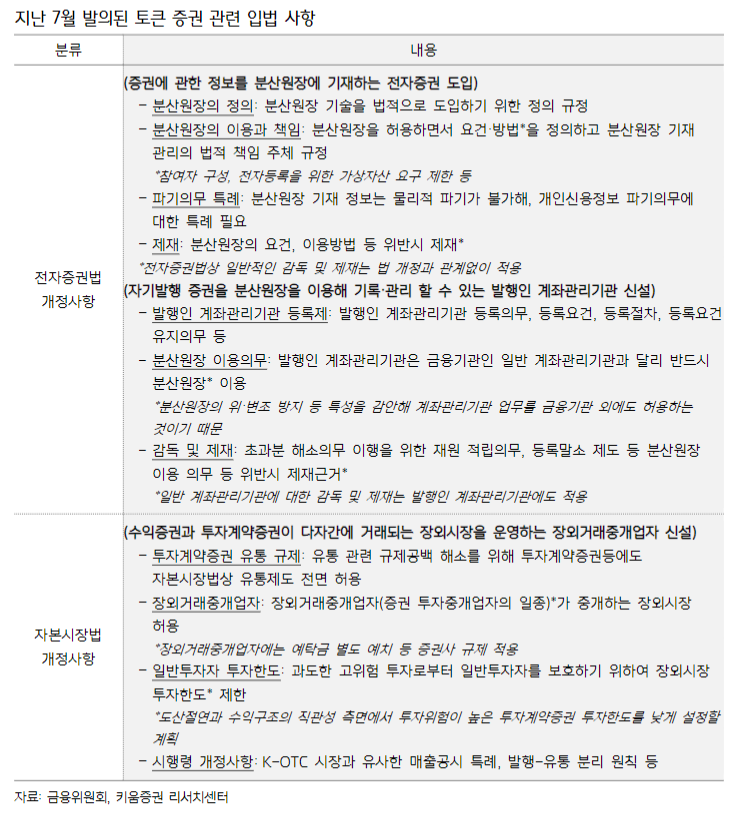 지난 7월 발의된 토큰 증권 관련 입법 사항
분류
내용
전자증권법
개정사항
(증권에 관한 정보를 분산원장에 기재하는 전자증권 도입)
– 분산원장의 정의: 분산원장 기술을 법적으로 도입하기 위한 정의 규정
– 분산원장의 이용과 책임: 분산원장을 허용하면서 요건·방법*을 정의하고 분산원장 기재
관리의 법적 책임 주체 규정
*참여자 구성, 전자등록을 위한 가상자산 요구 제한 등
– 파기의무 특례: 분산원장 기재 정보는 물리적 파기가 불가해, 개인신용정보 파기의무에
대한 특례 필요
– 제재: 분산원장의 요건, 이용방법 등 위반시 제재*
*전자증권법상 일반적인 감독 및 제재는 법 개정과 관계없이 적용
(자기발행 증권을 분산원장을 이용해 기록·관리 할 수 있는 발행인 계좌관리기관 신설)
– 발행인 계좌관리기관 등록제: 발행인 계좌관리기관 등록의무, 등록요건, 등록절차, 등록요건
유지의무 등
– 분산원장 이용의무: 발행인 계좌관리기관은 금융기관인 일반 계좌관리기관과 달리 반드시
분산원장* 이용
*분산원장의 위·변조 방지 등 특성을 감안해 계좌관리기관 업무를 금융기관 외에도 허용하는
것이기 때문
– 감독 및 제재: 초과분 해소의무 이행을 위한 재원 적립의무, 등록말소 제도 등 분산원장
이용 의무 등 위반시 제재근거*
*일반 계좌관리기관에 대한 감독 및 제재는 발행인 계좌관리기관에도 적용
자본시장법
개정사항
(수익증권과 투자계약증권이 다자간에 거래되는 장외시장을 운영하는 장외거래중개업자 신설)
– 투자계약증권 유통 규제: 유통 관련 규제공백 해소를 위해 투자계약증권등에도
자본시장법상 유통제도 전면 허용
– 장외거래중개업자: 장외거래중개업자(증권 투자중개업자의 일종)*가 중개하는 장외시장
허용
*장외거래중개업자에는 예탁금 별도 예치 등 증권사 규제 적용
– 일반투자자 투자한도: 과도한 고위험 투자로부터 일반투자자를 보호하기 위하여 장외시장
투자한도* 제한
*도산절연과 수익구조의 직관성 측면에서 투자위험이 높은 투자계약증권 투자한도를 낮게 설정할
계획
– 시행령 개정사항: K-OTC 시장과 유사한 매출공시 특례, 발행-유통 분리 원칙 등
자료: 금융위원회, 키움증권 리서치센터